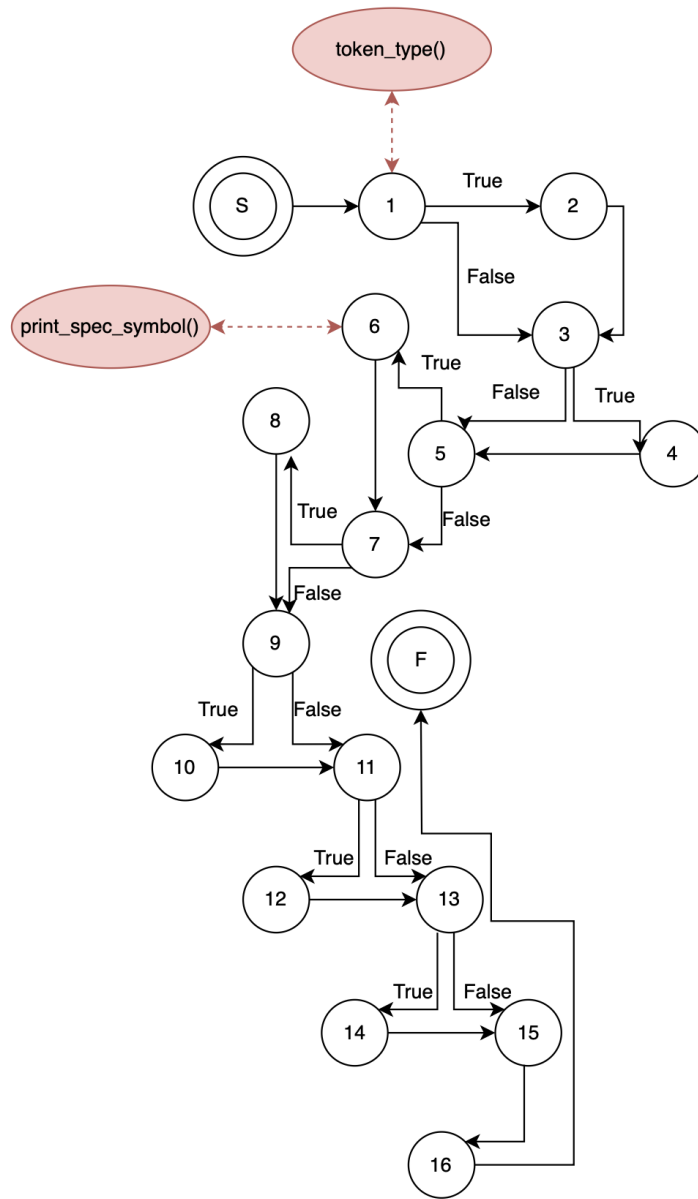 token_type()
S
1
True
2
False
print_spec_symbol()
6
3
True
False
True
8
5
4
True
False
7
False
9
F
True
False
10
11
True
False
12
13
True
False
14
15
16